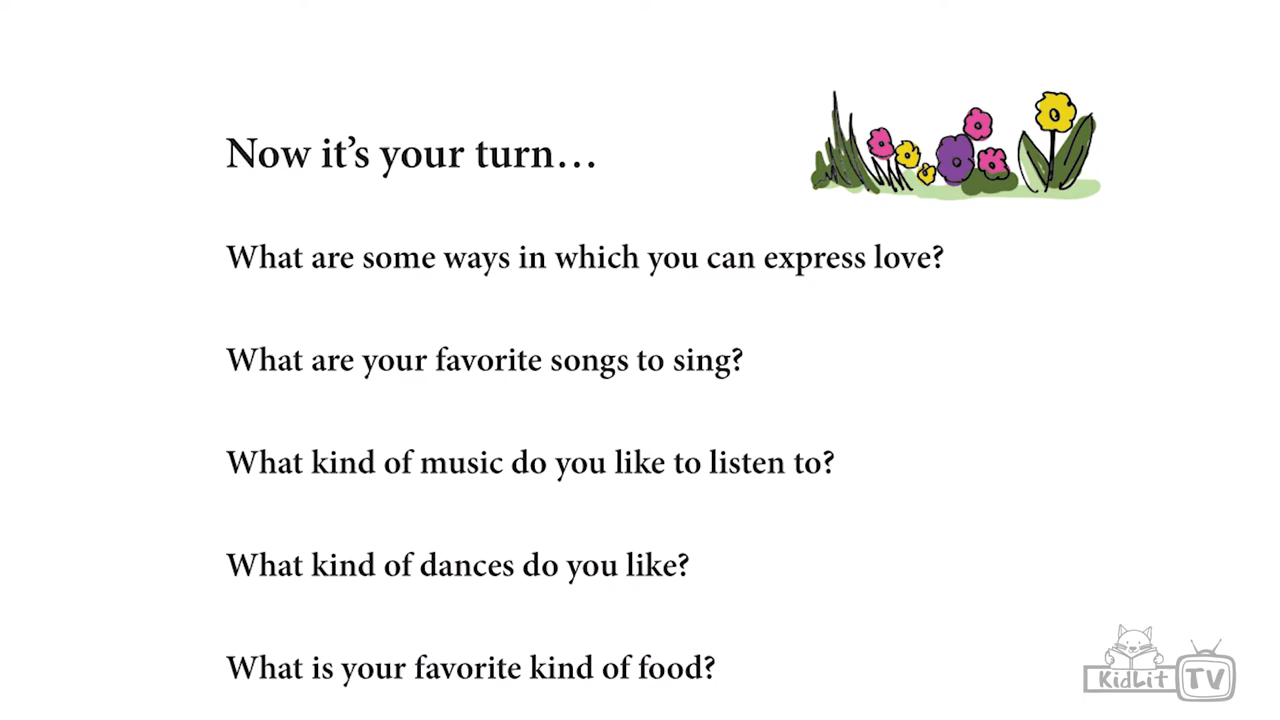 Now it's your turn…
What are some ways in which you can express love?
What are your favorite songs to sing?
What kind of music do you like to listen to?
What kind of dances do you like?
What is your favorite kind of food?
KidLit TV